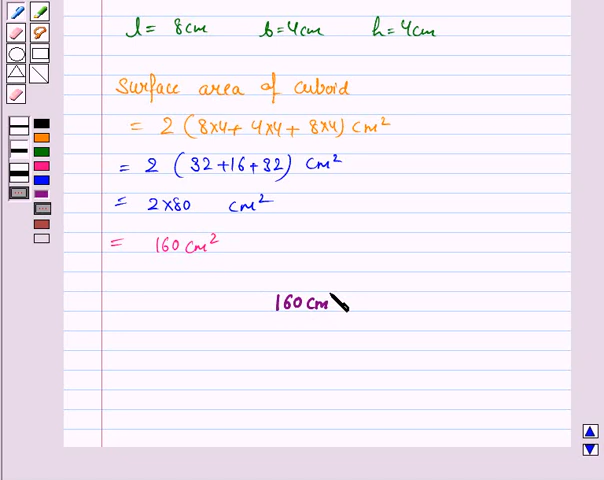 l = 8cm b = 4cm h = 4cm
Surface area of cuboid
= 2 (8x4 + 4x4 + 8x4) cm²
= 2 (32+16+32) cm²
= 2x80 cm²
= 160 cm²
160 cm